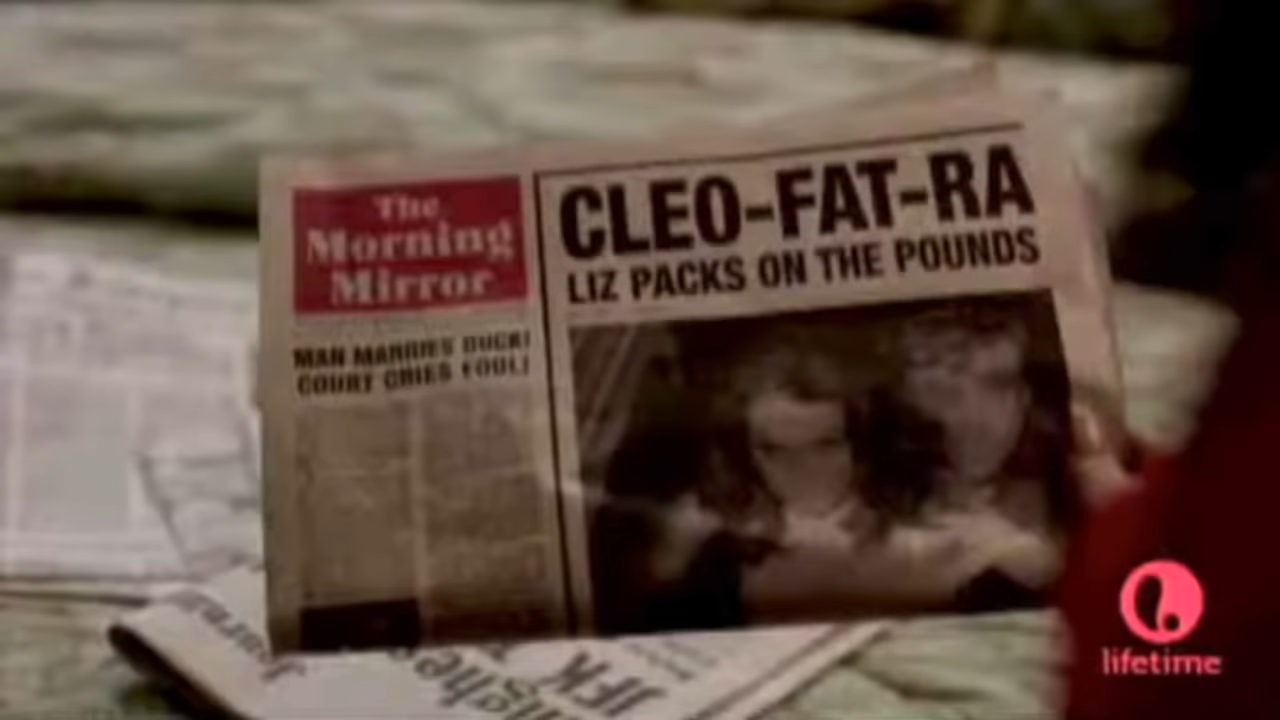 The
Morning
Mirror
CLEO-FAT-RA
LIZ PACKS ON THE POUNDS
MAN MARRIES DUCK!
COURT CRIES FOUL!
JFK
lifetime